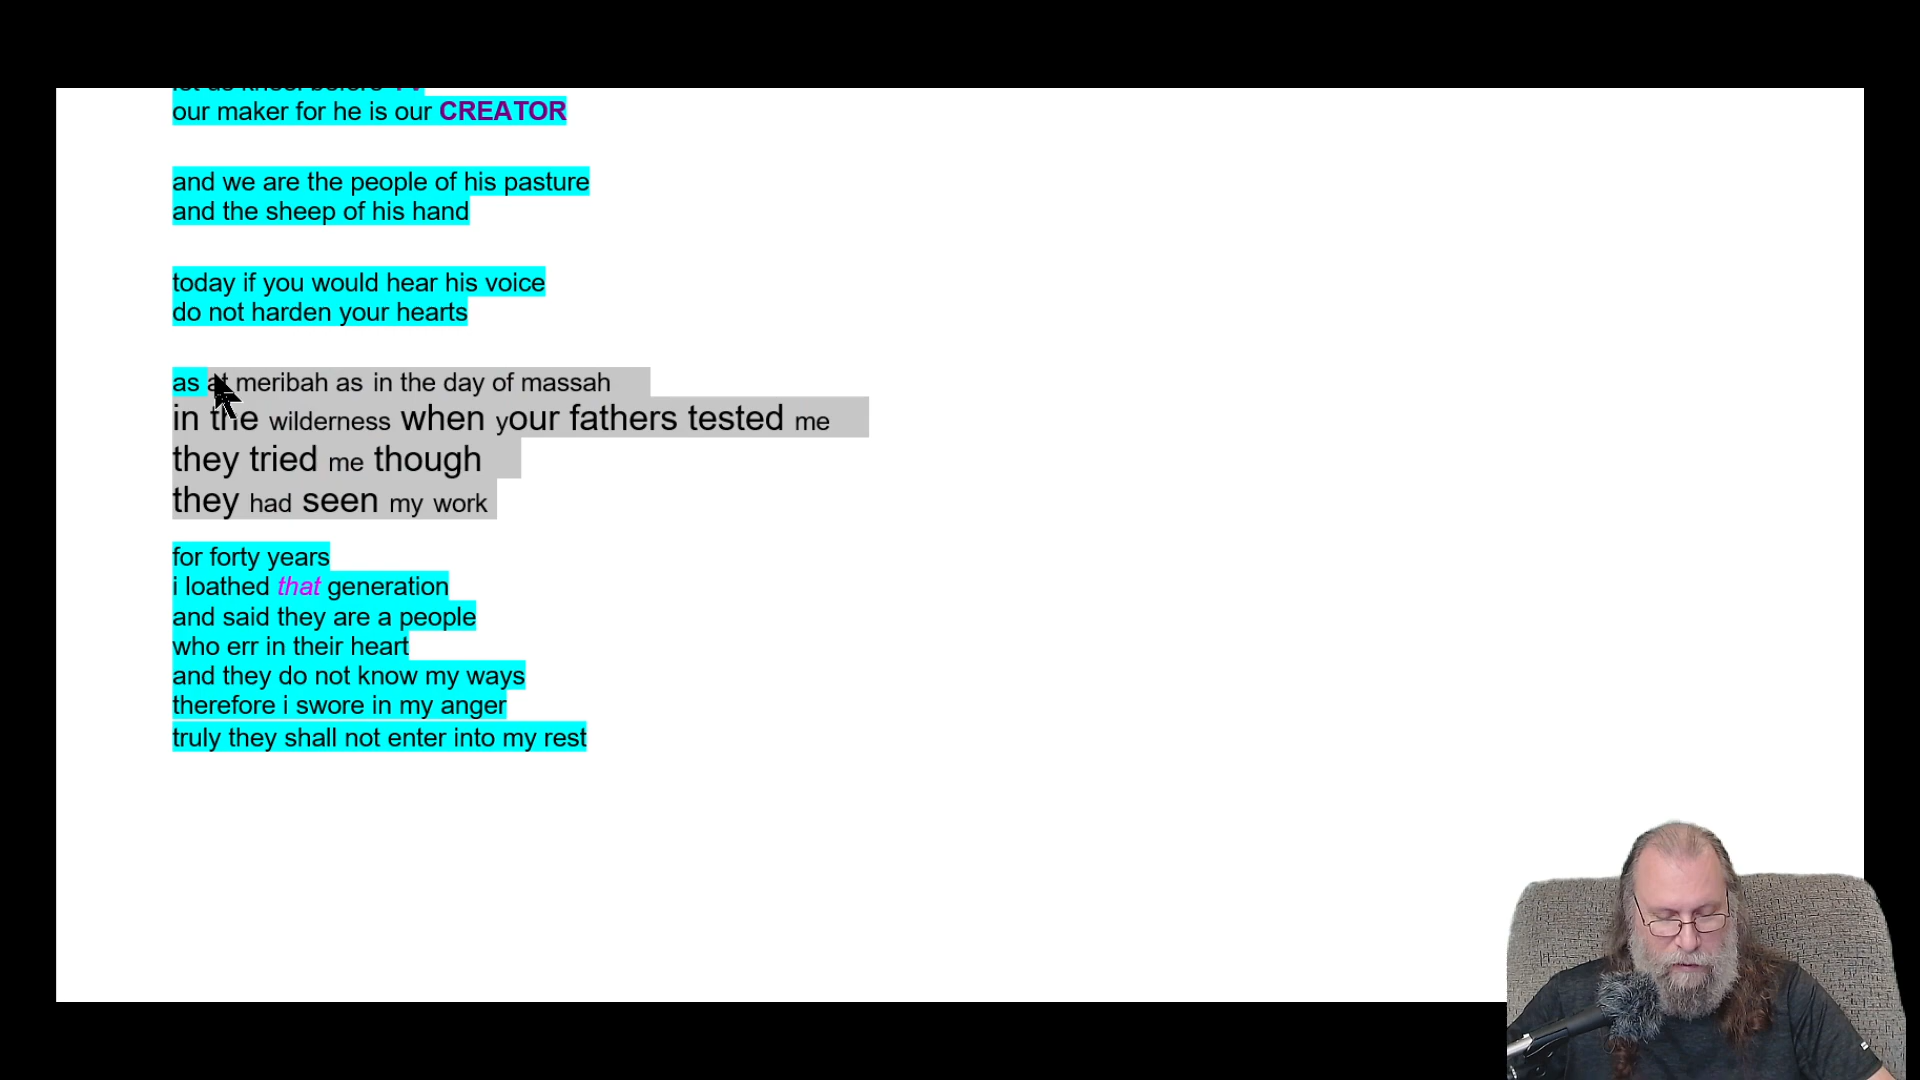 our maker for he is our CREATOR
and we are the people of his pasture
and the sheep of his hand
today if you would hear his voice
do not harden your hearts
as at meribah as in the day of massah
in the wilderness when your fathers tested me
they tried me though
they had seen my work
for forty years
i loathed that generation
and said they are a people
who err in their heart
and they do not know my ways
therefore i swore in my anger
truly they shall not enter into my rest